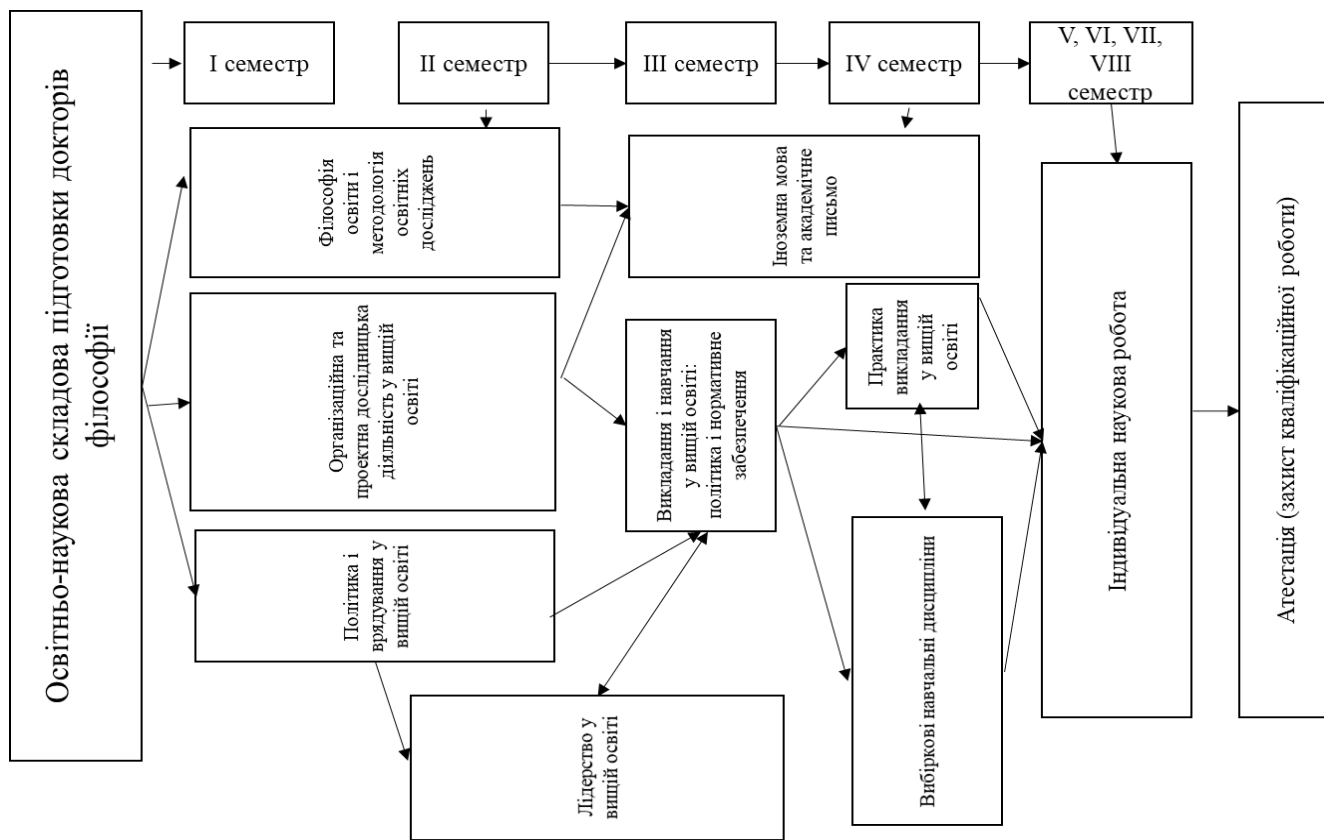 Освітньо-наукова складова підготовки докторів
філософії
I семестр
II семестр
III семестр
IV семестр
V, VI, VII,
VIII
семестр
Філософія
освіти і
методологія
освітніх
досліджень
Іноземна мова
та академічне
письмо
Організаційна та
проектна дослідницька
діяльність у вищій
освіті
Викладання і навчання
у вищій освіті:
політика і нормативне
забезпечення
Практика
викладання
у вищій
освіті
Політика і
врядування у
вищій освіті
Лідерство у
вищій освіті
Вибіркові навчальні дисципліни
Індивідуальна наукова робота
Атестація (захист кваліфікаційної роботи)